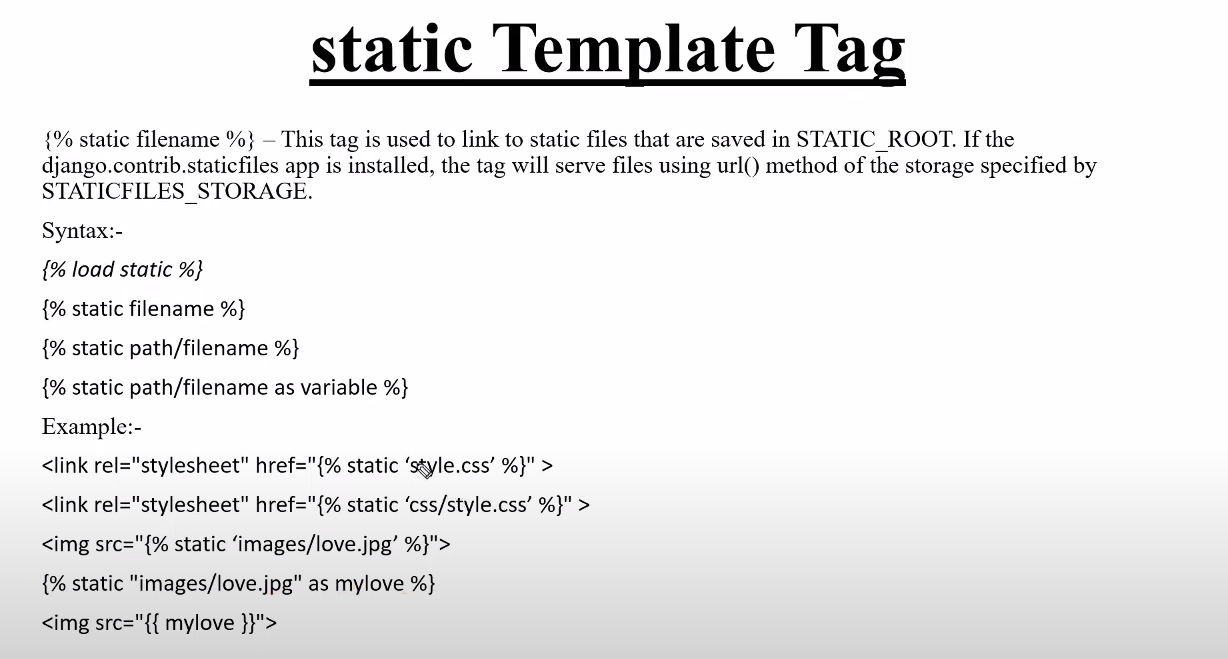 static Template Tag
{% static filename %} – This tag is used to link to static files that are saved in STATIC_ROOT. If the
django.contrib.staticfiles app is installed, the tag will serve files using url() method of the storage specified by
STATICFILES_STORAGE.
Syntax:-
{% load static %}
{% static filename %}
{% static path/filename %}
{% static path/filename as variable %}
Example:-
<link rel="stylesheet" href="{% static ‘style.css’ %}" >
<link rel="stylesheet" href="{% static ‘css/style.css’ %}" >
<img src="{% static ‘images/love.jpg’ %}">
{% static "images/love.jpg" as mylove %}
<img src="{{ mylove }}">